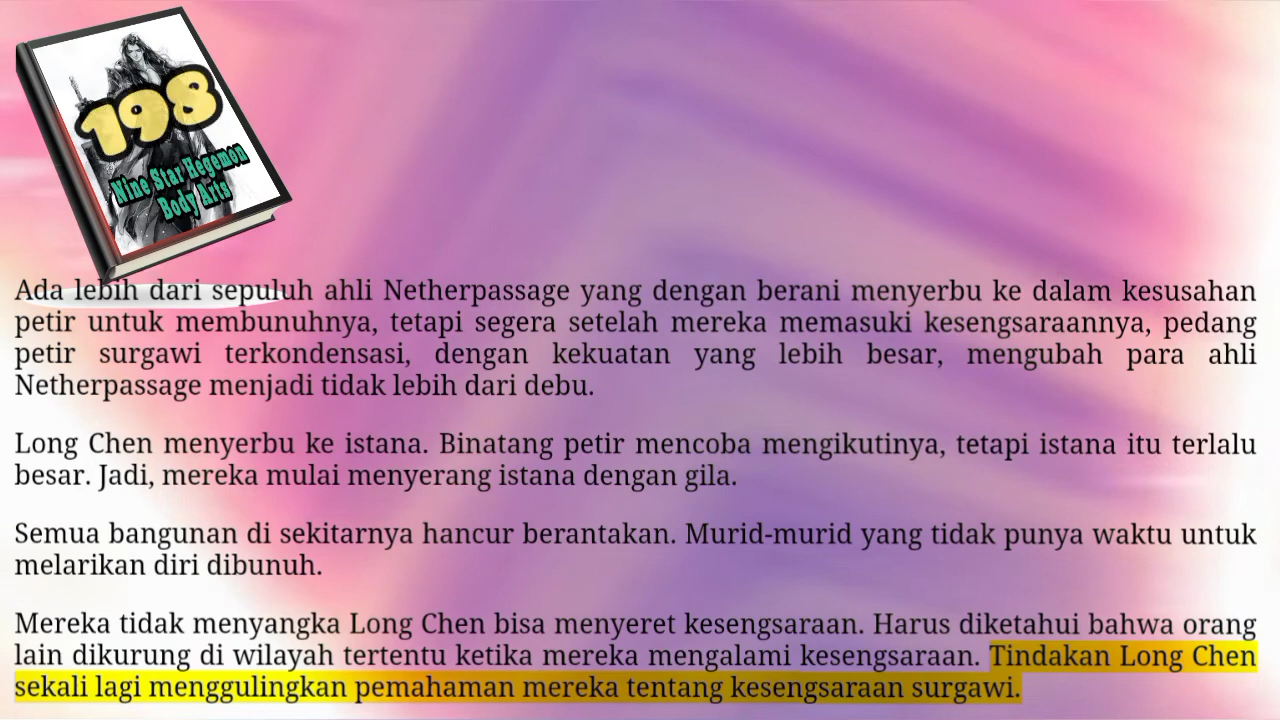 198
Nine Star Hegemon
Body Arts
Ada lebih dari sepuluh ahli Netherpassage yang dengan berani menyerbu ke dalam kesusahan
petir untuk membunuhnya, tetapi segera setelah mereka memasuki kesengsaraannya, pedang
petir surgawi terkondensasi, dengan kekuatan yang lebih besar, mengubah para ahli
Netherpassage menjadi tidak lebih dari debu.
Long Chen menyerbu ke istana. Binatang petir mencoba mengikutinya, tetapi istana itu terlalu
besar. Jadi, mereka mulai menyerang istana dengan gila.
Semua bangunan di sekitarnya hancur berantakan. Murid-murid yang tidak punya waktu untuk
melarikan diri dibunuh.
Mereka tidak menyangka Long Chen bisa menyeret kesengsaraan. Harus diketahui bahwa orang
lain dikurung di wilayah tertentu ketika mereka mengalami kesengsaraan. Tindakan Long Chen
sekali lagi menggulingkan pemahaman mereka tentang kesengsaraan surgawi.